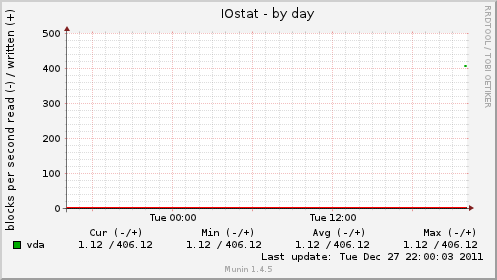 IOstat - by day
RRDTOOL / TOBI OETIKER
blocks per second read (-) / written (+)
500
400
300
200
100
0
Tue 00:00 Tue 12:00
Cur (-/+) Min (-/+) Avg (-/+) Max (-/+)
vda 1.12 / 406.12 1.12 / 406.12 1.12 / 406.12 1.12 / 406.12
Last update: Tue Dec 27 22:00:03 2011
Munin 1.4.5